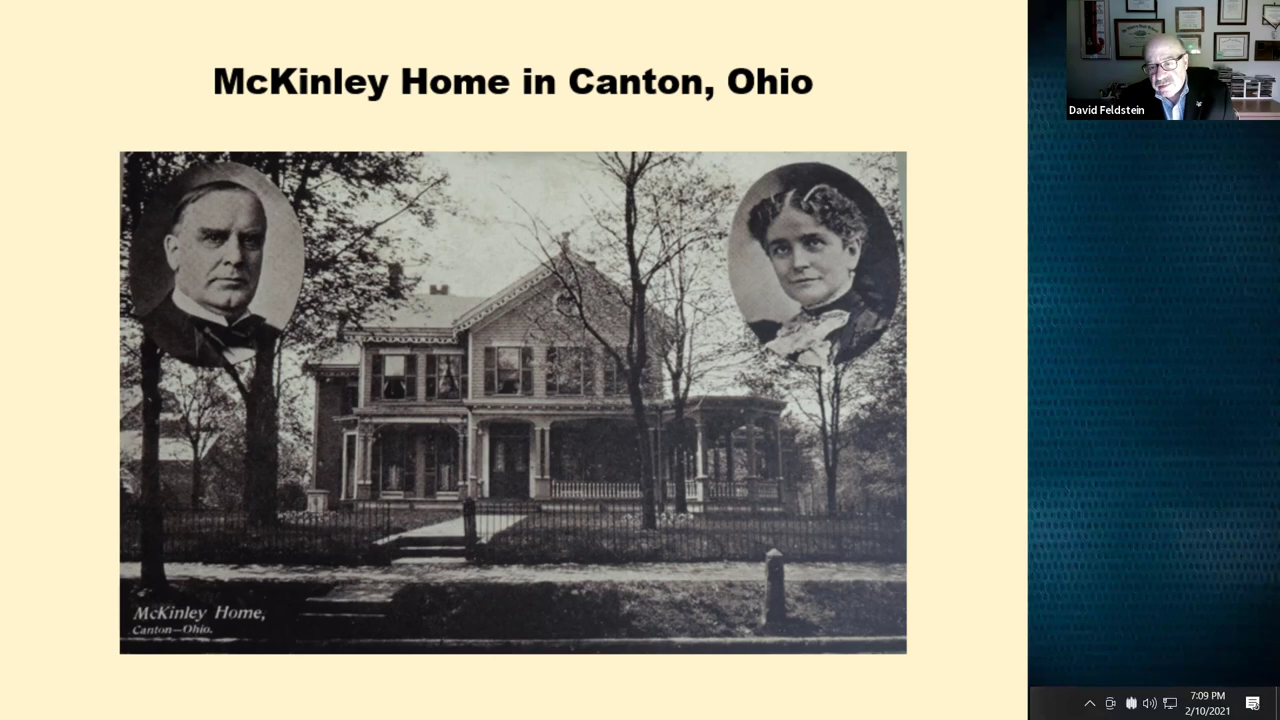 McKinley Home in Canton, Ohio
David Feldstein
McKinley Home,
Canton—Ohio.
7:09 PM
2/10/2021